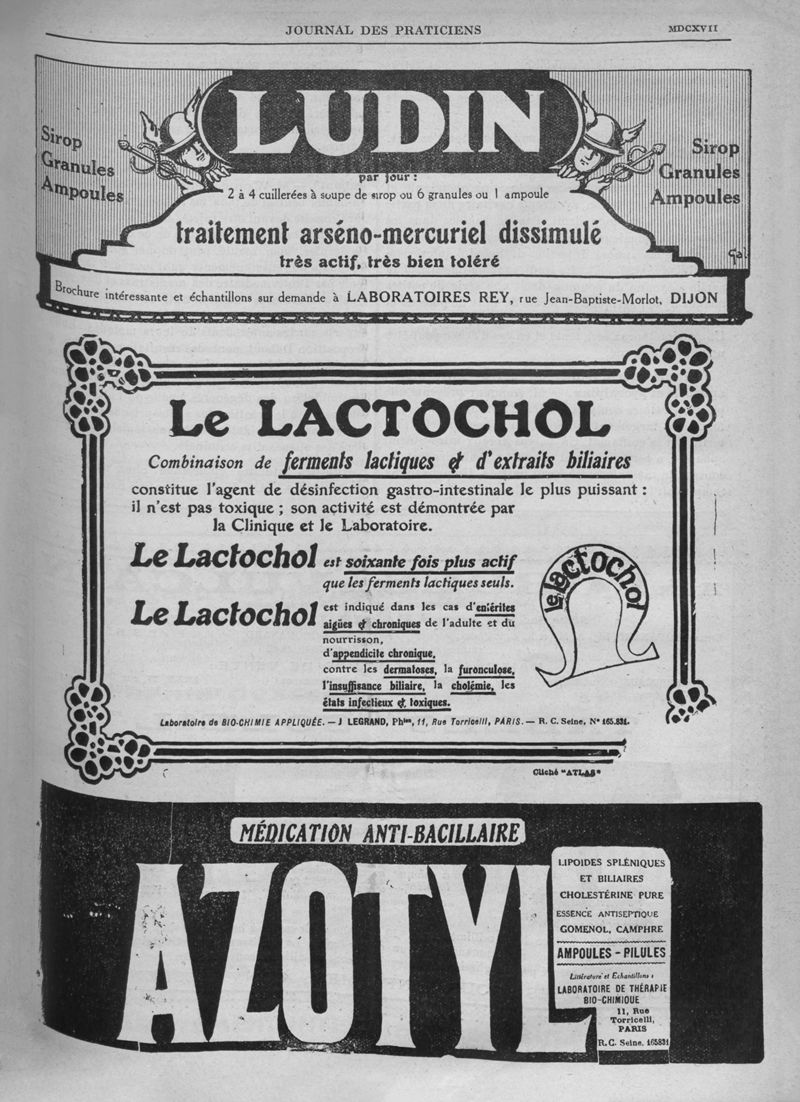 JOURNAL DES PRATICIENS
MDCXVII
LUDIN
Sirop
Granules
Ampoules
Sirop
Granules
Ampoules
par jour :
2 à 4 cuillerées à soupe de sirop ou 6 granules ou 1 ampoule
traitement arséno-mercuriel dissimulé
très actif, très bien toléré
Gal
Brochure intéressante et échantillons sur demande à LABORATOIRES REY, rue Jean-Baptiste-Morlot, DIJON
Le LACTOCHOL
Combinaison de ferments lactiques & d'extraits biliaires
constitue l'agent de désinfection gastro-intestinale le plus puissant :
il n'est pas toxique ; son activité est démontrée par
la Clinique et le Laboratoire.
Le Lactochol est soixante fois plus actif
que les ferments lactiques seuls.
Le Lactochol est indiqué dans les cas d'entérites
aigües & chroniques de l'adulte et du
nourrisson,
d'appendicite chronique,
contre les dermatoses, la furonculose,
l'insuffisance biliaire, la cholémie, les
états infectieux & toxiques.
le lactochol
Laboratoire de BIO-CHIMIE APPLIQUÉE. — J LEGRAND, Phien, 11, Rue Torricelli, PARIS. — R. C. Seine, N° 165.831.
Cliché "ATLAS"
MÉDICATION ANTI-BACILLAIRE
AZOTYL
LIPOIDES SPLÉNIQUES
ET BILIAIRES
CHOLESTÉRINE PURE
ESSENCE ANTISEPTIQUE
GOMENOL, CAMPHRE
AMPOULES - PILULES
Littérature et Échantillons :
LABORATOIRE DE THÉRAPIE
BIO-CHIMIQUE
11, Rue
Torricelli,
PARIS
R. C. Seine. 165831